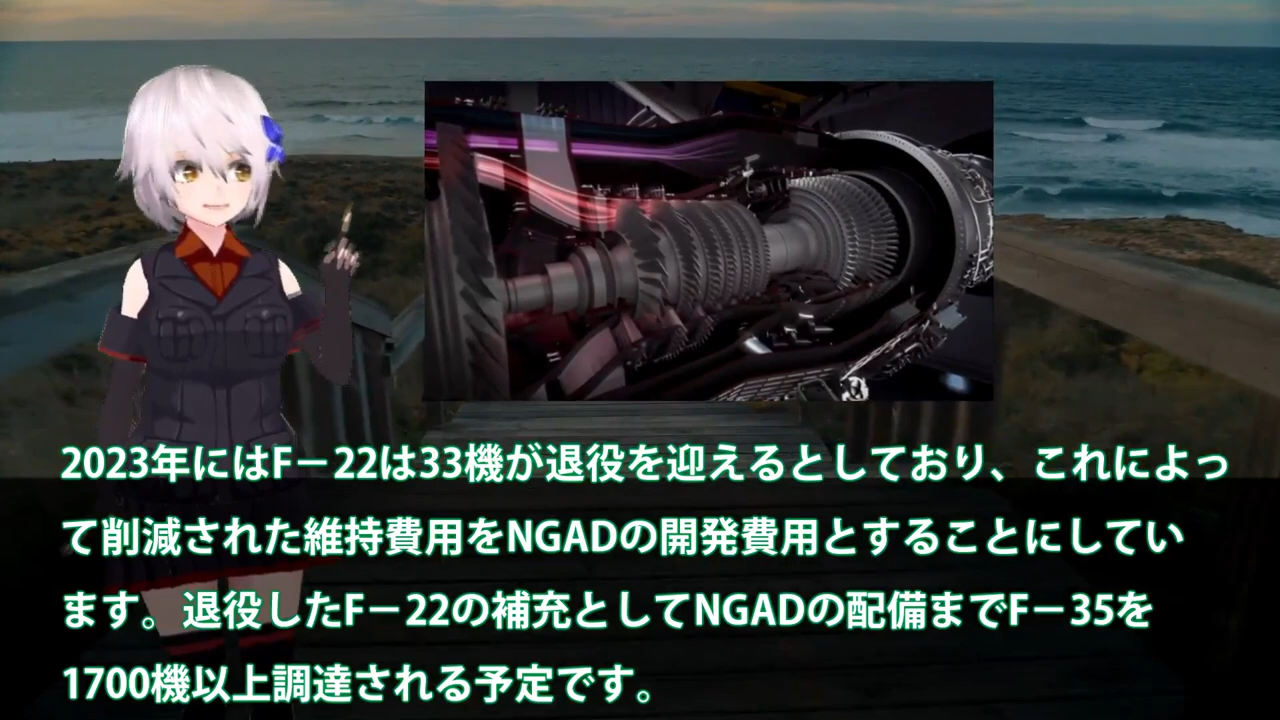 2023年にはF－22は33機が退役を迎えるとしており、これによっ
て削減された維持費用をNGADの開発費用とすることにしてい
ます。退役したF－22の補充としてNGADの配備までF－35を
1700機以上調達される予定です。